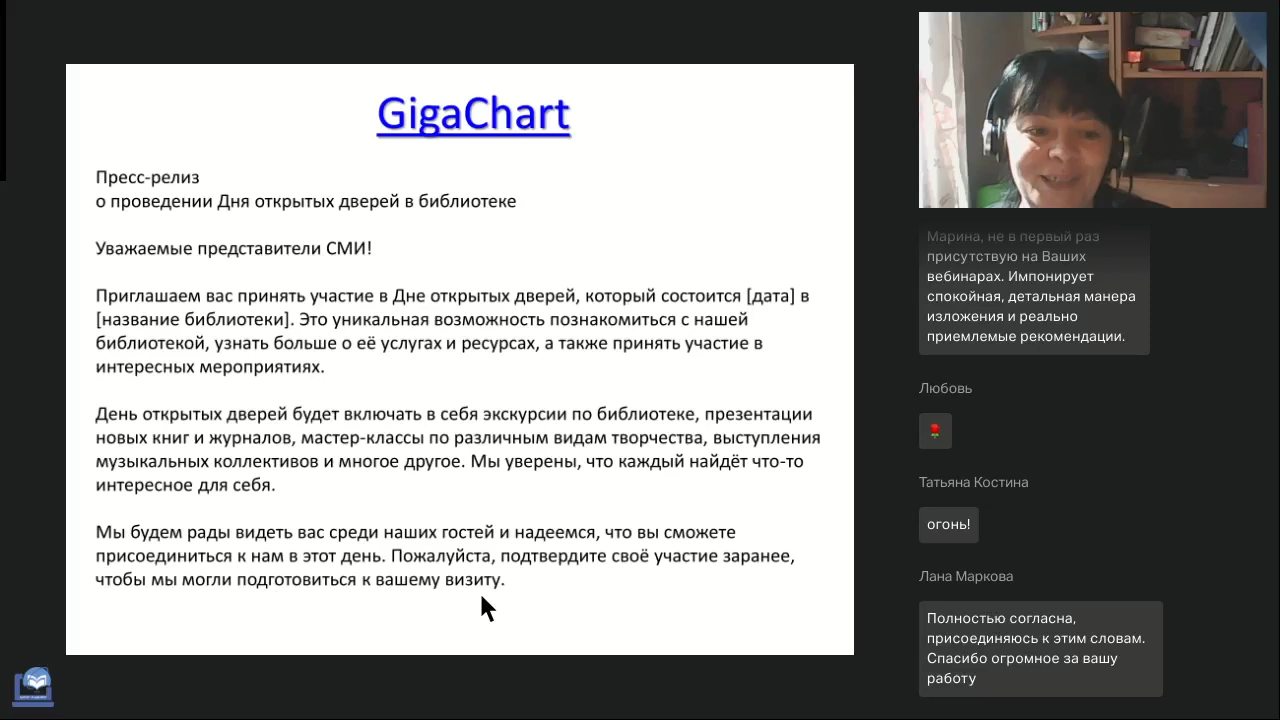 GigaChart
Пресс-релиз
о проведении Дня открытых дверей в библиотеке
Уважаемые представители СМИ!
Приглашаем вас принять участие в Дне открытых дверей, который состоится [дата] в
[название библиотеки]. Это уникальная возможность познакомиться с нашей
библиотекой, узнать больше о её услугах и ресурсах, а также принять участие в
интересных мероприятиях.
День открытых дверей будет включать в себя экскурсии по библиотеке, презентации
новых книг и журналов, мастер-классы по различным видам творчества, выступления
музыкальных коллективов и многое другое. Мы уверены, что каждый найдёт что-то
интересное для себя.
Мы будем рады видеть вас среди наших гостей и надеемся, что вы сможете
присоединиться к нам в этот день. Пожалуйста, подтвердите своё участие заранее,
чтобы мы могли подготовиться к вашему визиту.
Марина, не в первый раз
присутствую на Ваших
вебинарах. Импонирует
спокойная, детальная манера
изложения и реально
приемлемые рекомендации.
Любовь
Татьяна Костина
огонь!
Лана Маркова
Полностью согласна,
присоединяюсь к этим словам.
Спасибо огромное за вашу
работу